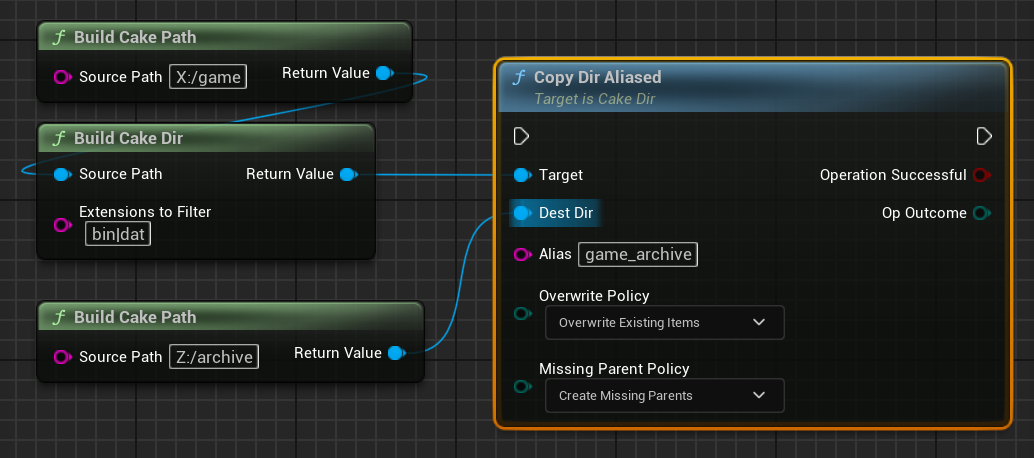 f Build Cake Path
Source Path X:/game Return Value
f Build Cake Dir
Source Path Return Value
Extensions to Filter
bin|dat
f Build Cake Path
Source Path Z:/archive Return Value
f Copy Dir Aliased
Target is Cake Dir
Target Operation Successful
Dest Dir Op Outcome
Alias game_archive
Overwrite Policy
Overwrite Existing Items
Missing Parent Policy
Create Missing Parents